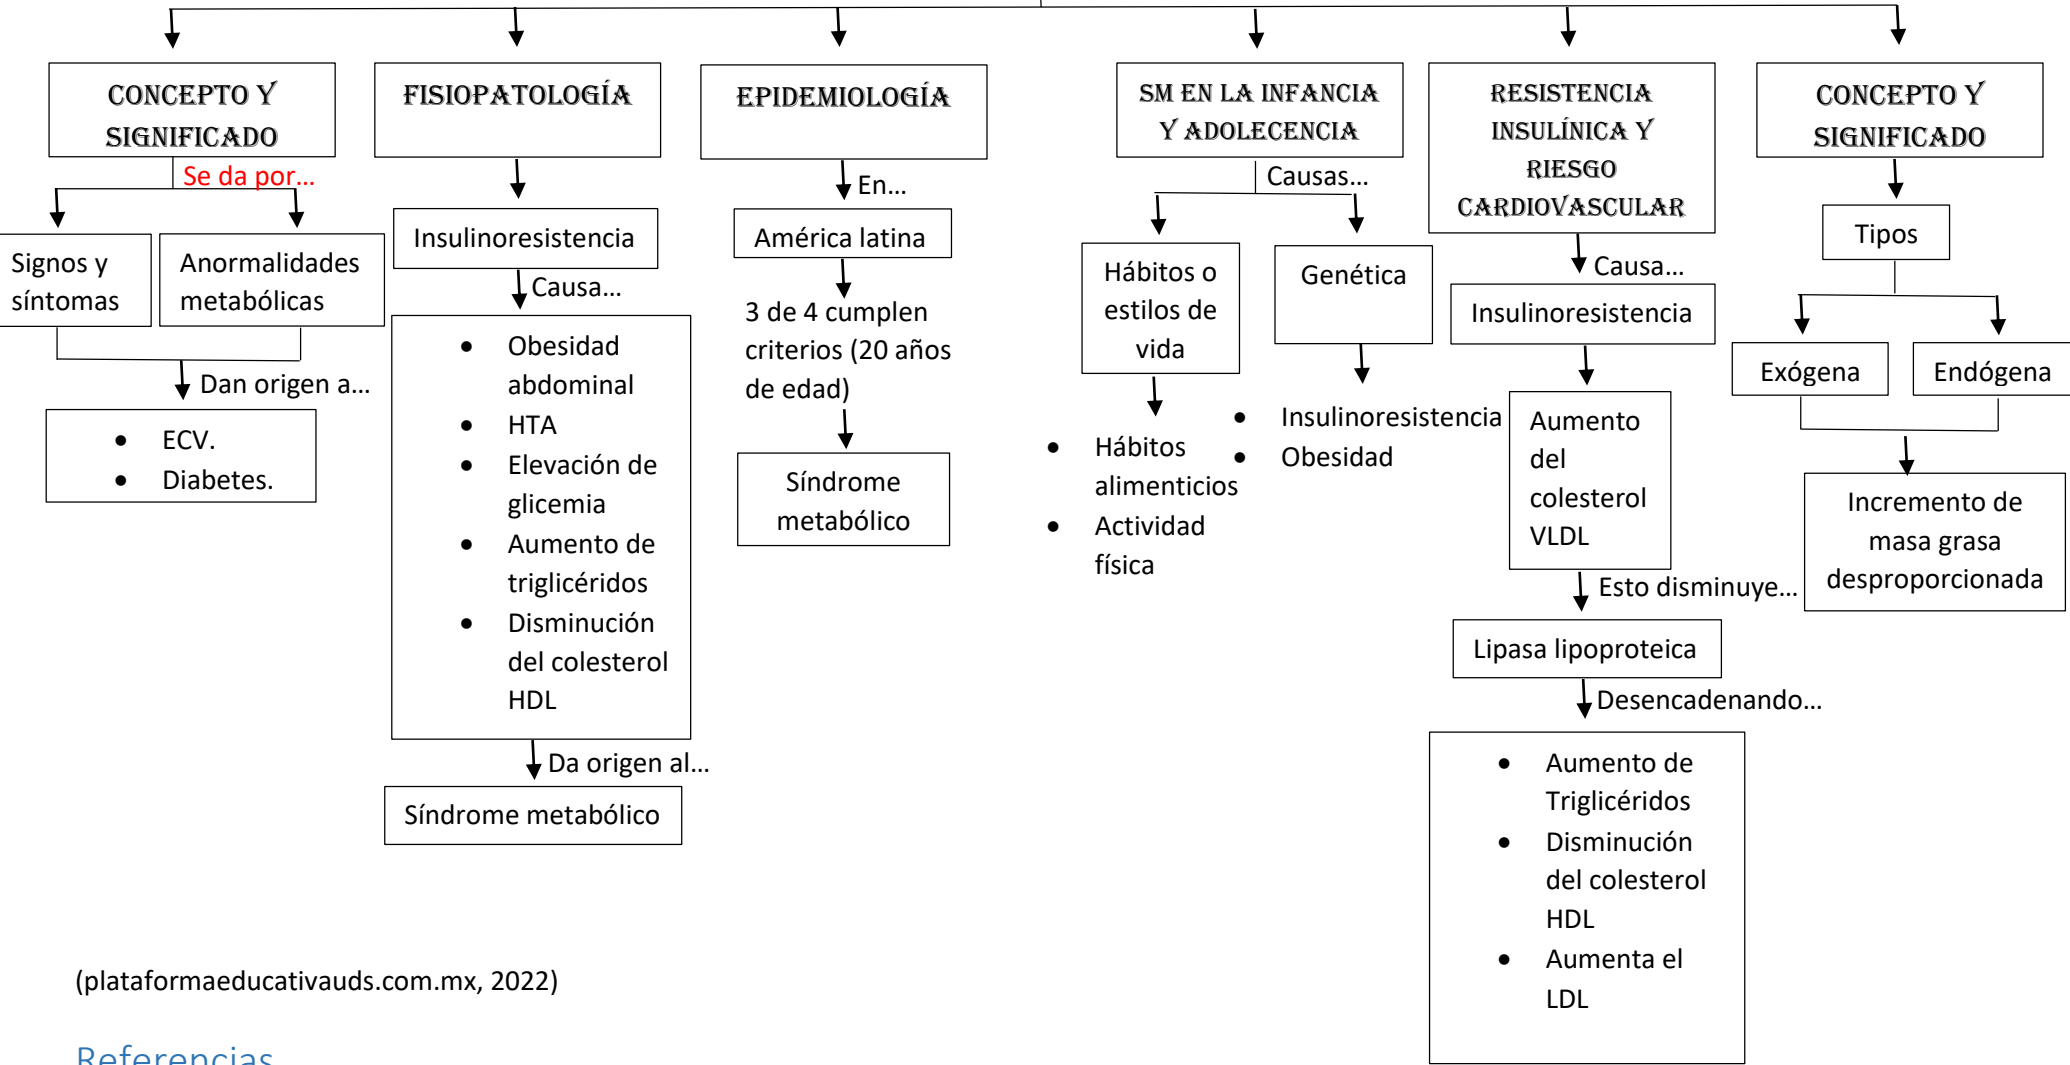 CONCEPTO Y
SIGNIFICADO
Se da por...
Signos y
síntomas
Anormalidades
metabólicas
Dan origen a...
• ECV.
• Diabetes.
FISIOPATOLOGÍA
Insulinoresistencia
Causa...
• Obesidad
abdominal
• HTA
• Elevación de
glicemia
• Aumento de
triglicéridos
• Disminución
del colesterol
HDL
Da origen al...
Síndrome metabólico
EPIDEMIOLOGÍA
En...
América latina
3 de 4 cumplen
criterios (20 años
de edad)
Síndrome
metabólico
SM EN LA INFANCIA
Y ADOLECENCIA
Causas...
Hábitos o
estilos de
vida
• Hábitos
alimenticios
• Actividad
física
Genética
• Insulinoresistencia
• Obesidad
RESISTENCIA
INSULÍNICA Y
RIESGO
CARDIOVASCULAR
Causa...
Insulinoresistencia
Aumento
del
colesterol
VLDL
Esto disminuye...
Lipasa lipoproteica
Desencadenando...
• Aumento de
Triglicéridos
• Disminución
del colesterol
HDL
• Aumenta el
LDL
CONCEPTO Y
SIGNIFICADO
Tipos
Exógena
Endógena
Incremento de
masa grasa
desproporcionada
(plataformaeducativauds.com.mx, 2022)
Referencias